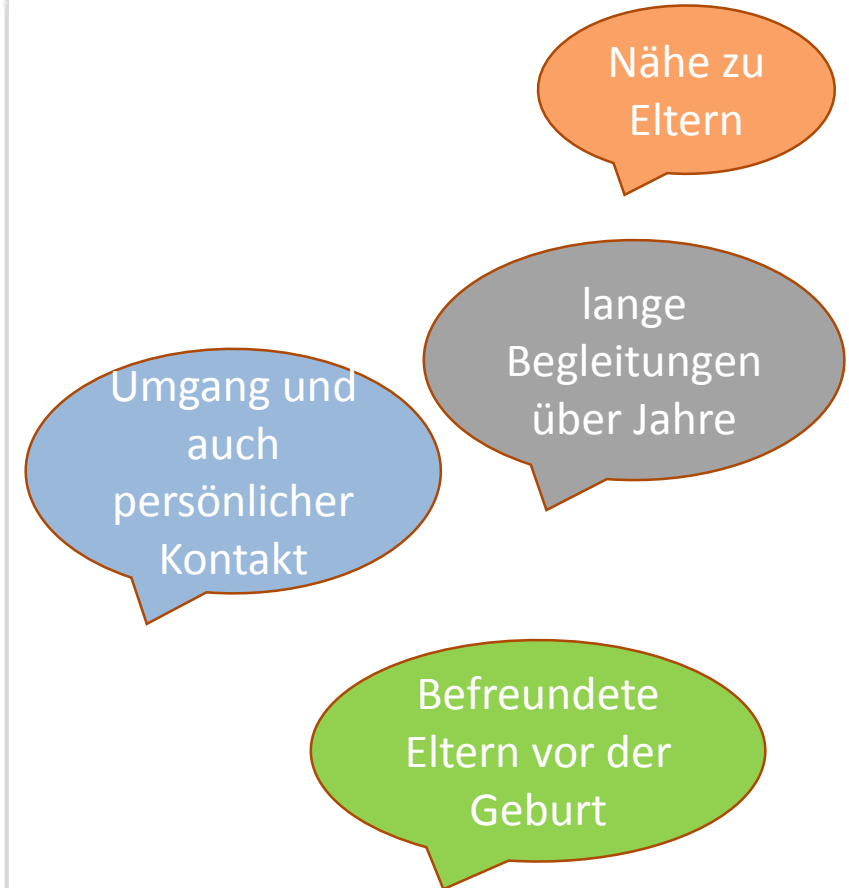 Nähe zu
Eltern
lange
Begleitungen
über Jahre
Umgang und
auch
persönlicher
Kontakt
Befreundete
Eltern vor der
Geburt